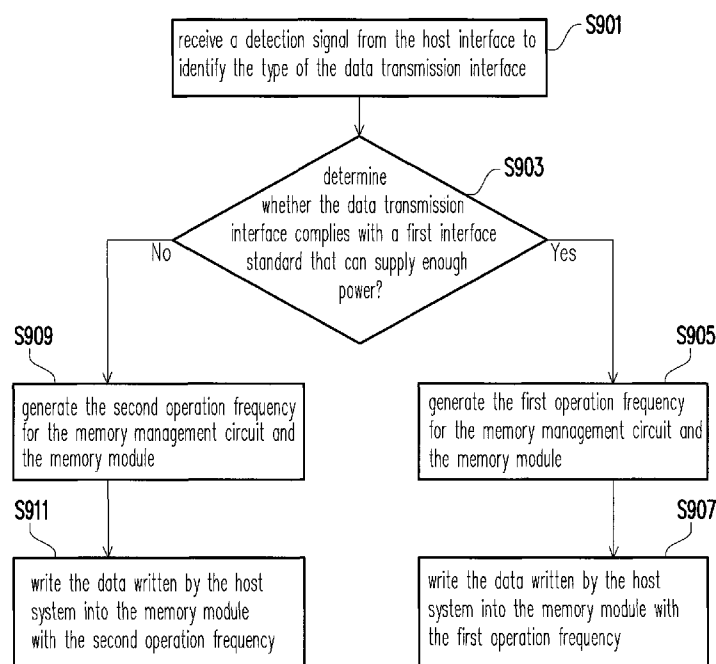 S901
receive a detection signal from the host interface to
identify the type of the data transmission interface
S903
determine
whether the data transmission
interface complies with a first interface
standard that can supply enough
power?
No
Yes
S909
generate the second operation frequency
for the memory management circuit and
the memory module
S905
generate the first operation frequency
for the memory management circuit and
the memory module
S911
write the data written by the host
system into the memory module
with the second operation frequency
S907
write the data written by the host
system into the memory module with
the first operation frequency